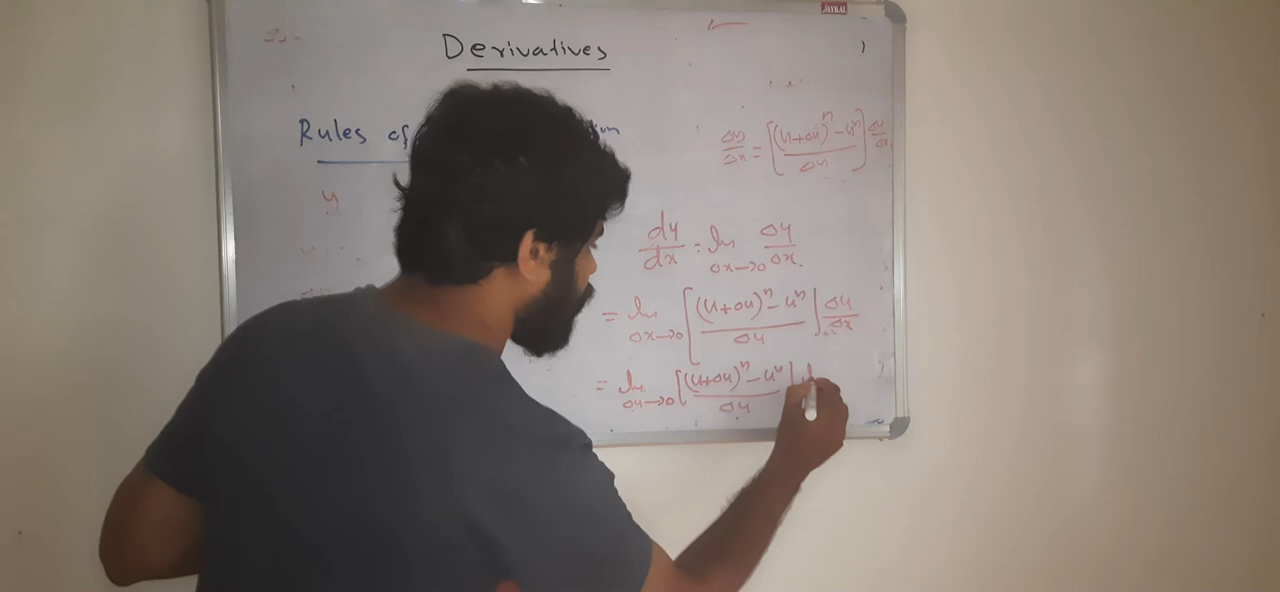 JAYKAL
Derivatives
Rules of
Δy/Δx = [(u+Δu)^n - u^n / Δu] Δu/Δx
y
dy/dx = lim Δx→0 Δy/Δx.
= lim Δx→0 [(u+Δu)^n - u^n / Δu] Δu/Δx
= lim Δu→0 [(u+Δu)^n - u^n / Δu]